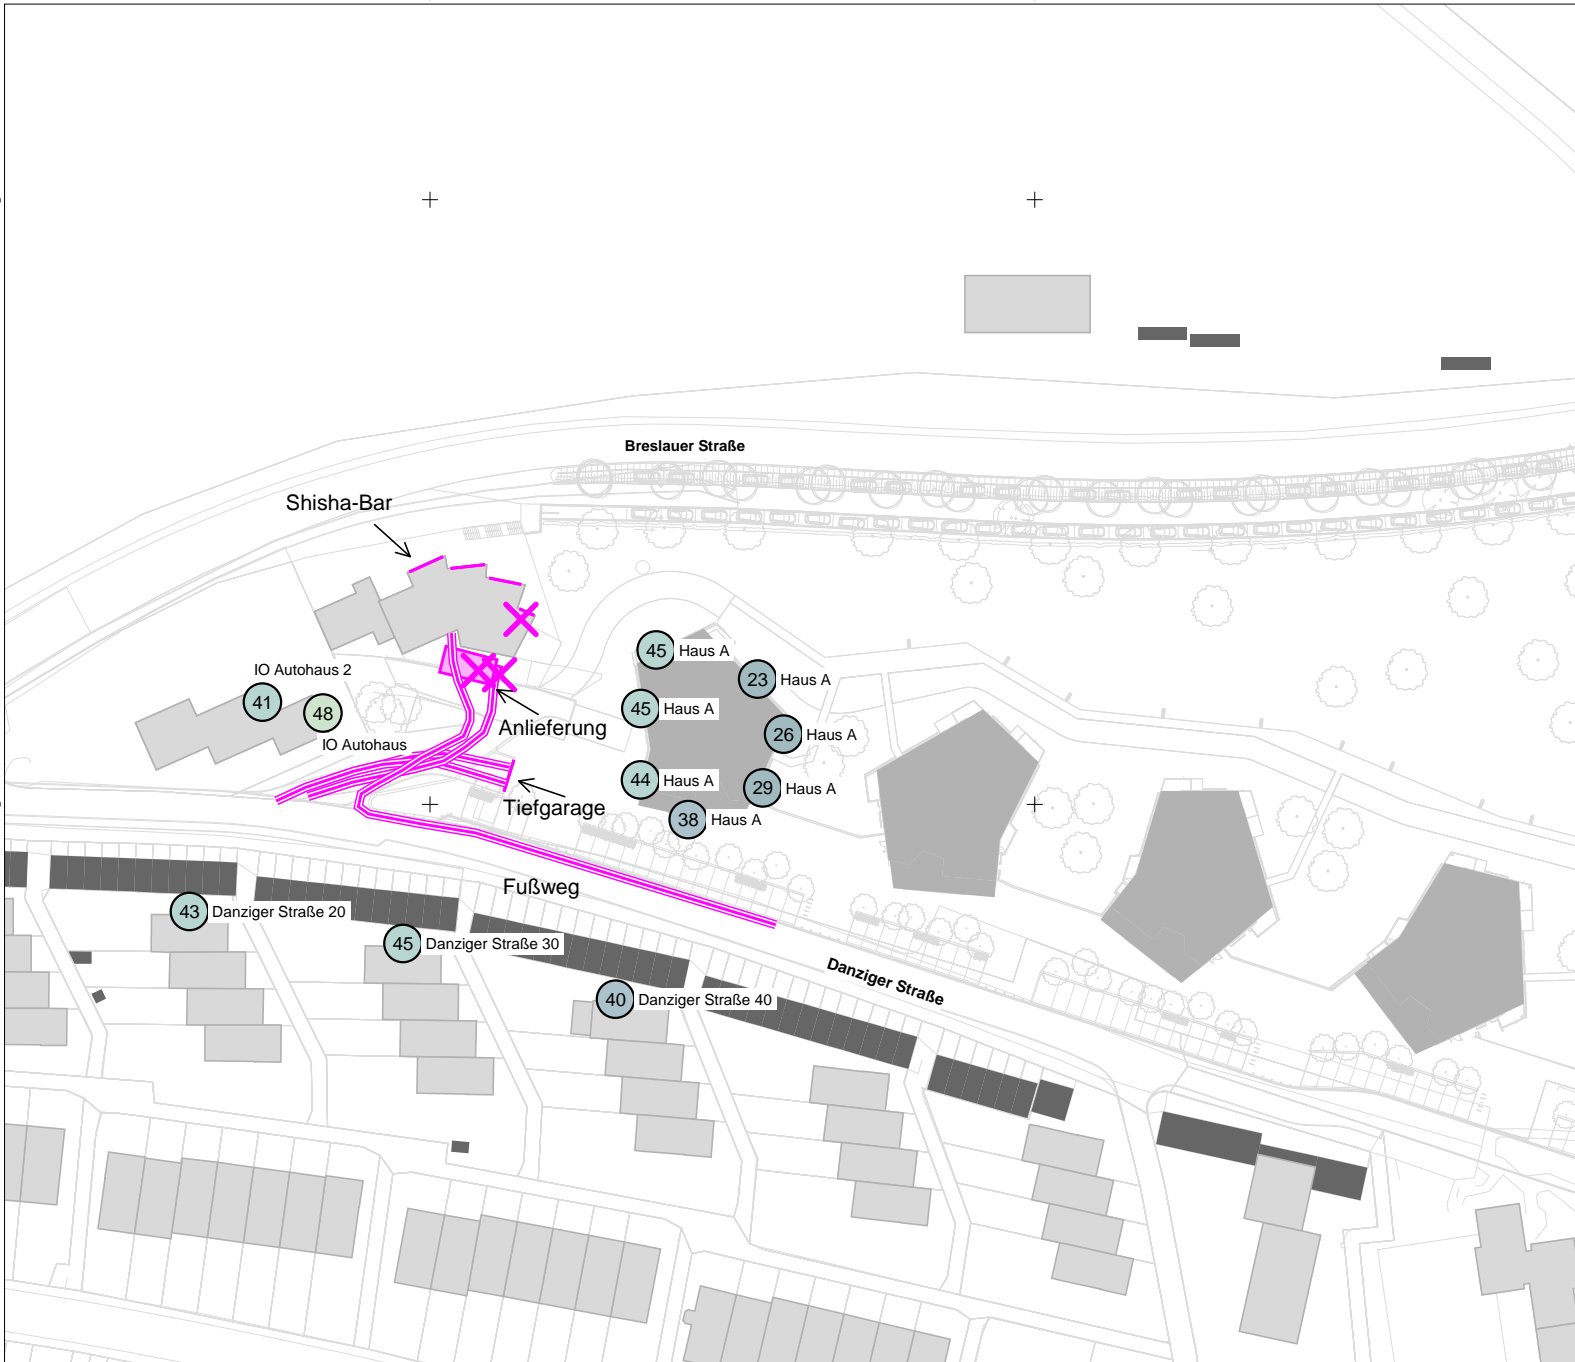 Breslauer Straße
Shisha-Bar
45 Haus A
IO Autohaus 2
23 Haus A
41
48
45 Haus A
Anlieferung
26 Haus A
IO Autohaus
44 Haus A
29 Haus A
Tiefgarage
38 Haus A
Fußweg
43 Danziger Straße 20
45 Danziger Straße 30
Danziger Straße
40 Danziger Straße 40